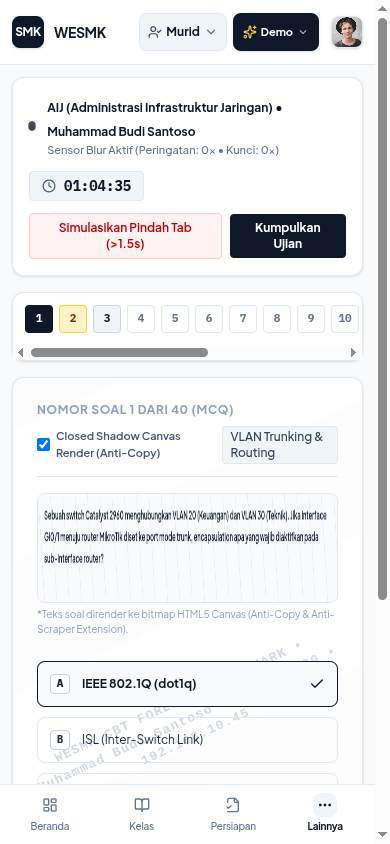 SMK
WESMK
Murid
Demo
AIJ (Administrasi Infrastruktur Jaringan) •
Muhammad Budi Santoso
Sensor Blur Aktif (Peringatan: 0x • Kunci: 0x)
01:04:35
Simulasikan Pindah Tab
(>1.5s)
Kumpulkan
Ujian
1 2 3 4 5 6 7 8 9 10
NOMOR SOAL 1 DARI 40 (MCQ)
Closed Shadow Canvas
Render (Anti-Copy)
VLAN Trunking &
Routing
Sebuah switch Catalyst 2960 menghubungkan VLAN 20 (Keuangan) dan VLAN 30 (Teknik). Jika interface
Gi0/1 menuju router MikroTik diset ke port mode trunk, encapsulation apa yang wajib diaktifkan pada
sub-interface router?
*Teks soal dirender ke bitmap HTML5 Canvas (Anti-Copy & Anti-
Scraper Extension).
A IEEE 802.1Q (dot1q)
B ISL (Inter-Switch Link)
Beranda
Kelas
Persiapan
Lainnya